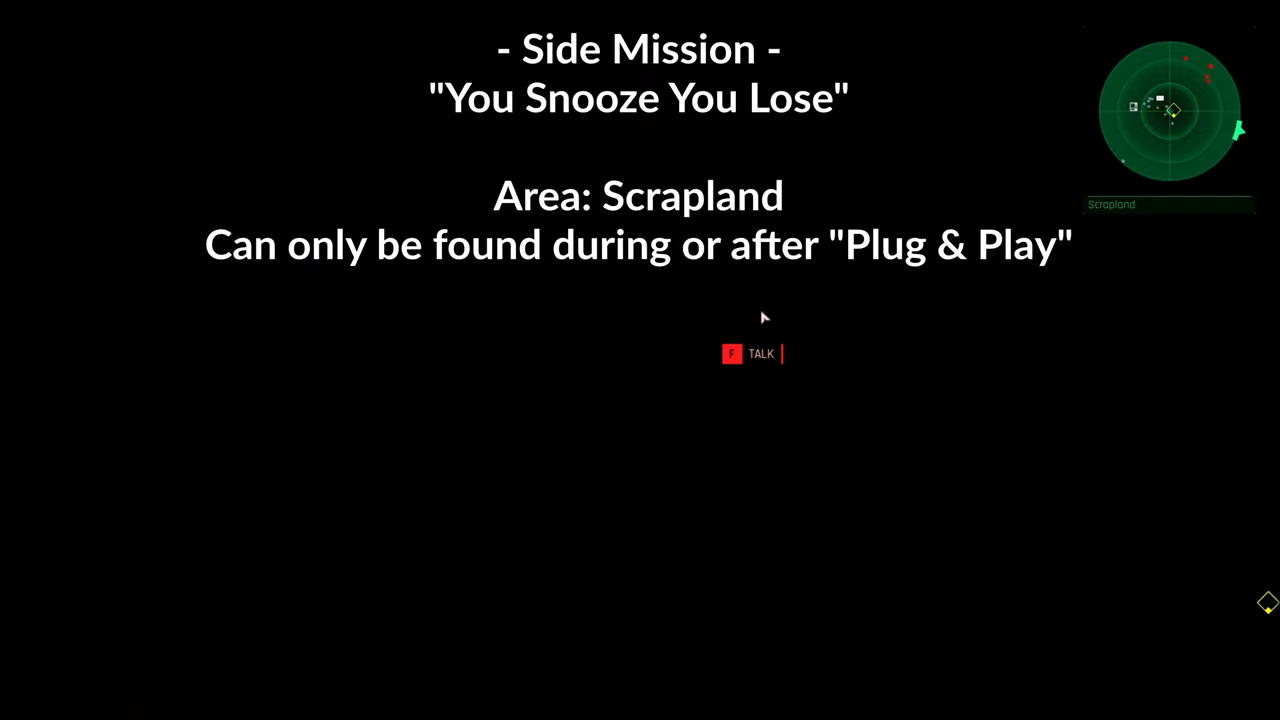 - Side Mission -
"You Snooze You Lose"
Area: Scrapland
Can only be found during or after "Plug & Play"
Scrapland
F TALK